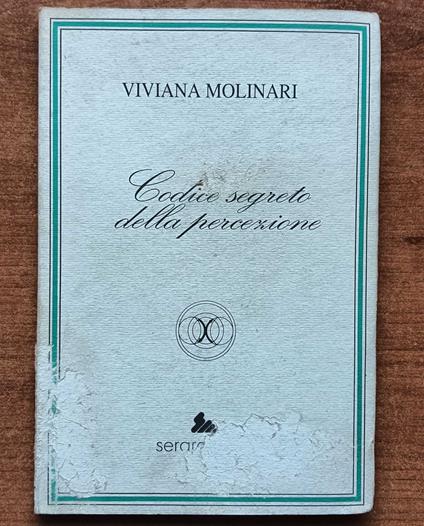 VIVIANA MOLINARI
Codice segreto
della percezione